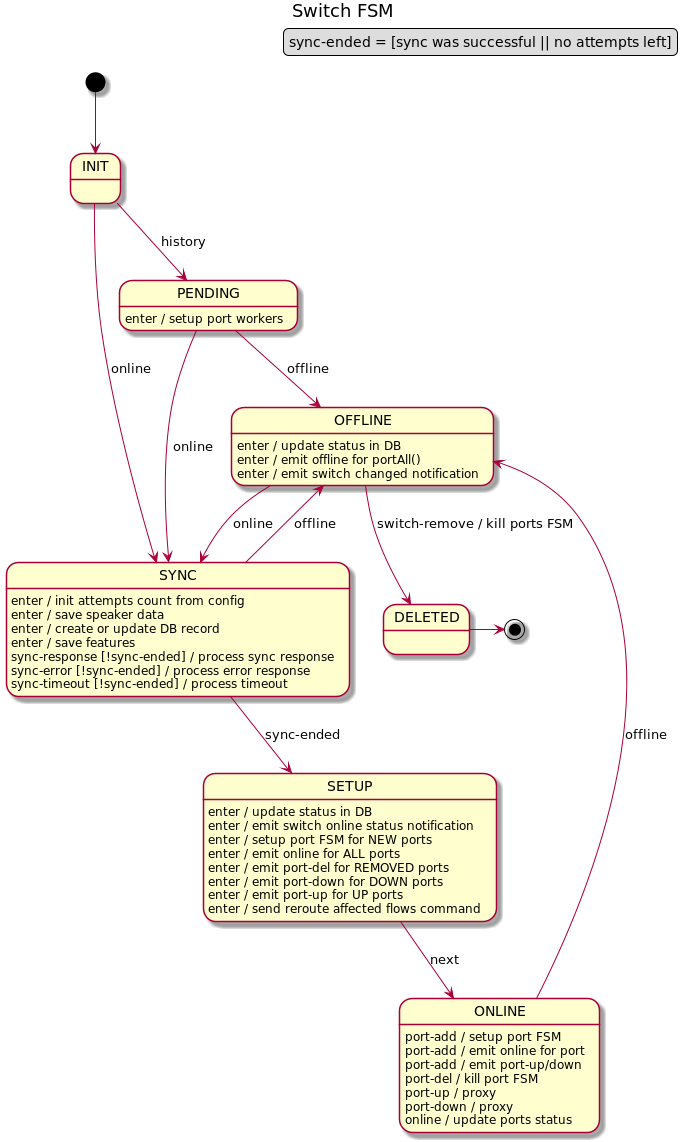 Switch FSM
sync-ended = [sync was successful || no attempts left]
INIT
history
PENDING
enter / setup port workers
online
offline
OFFLINE
enter / update status in DB
enter / emit offline for portAll()
enter / emit switch changed notification
online
online
offline
switch-remove / kill ports FSM
SYNC
enter / init attempts count from config
enter / save speaker data
enter / create or update DB record
enter / save features
sync-response [!sync-ended] / process sync response
sync-error [!sync-ended] / process error response
sync-timeout [!sync-ended] / process timeout
DELETED
sync-ended
offline
SETUP
enter / update status in DB
enter / emit switch online status notification
enter / setup port FSM for NEW ports
enter / emit online for ALL ports
enter / emit port-del for REMOVED ports
enter / emit port-down for DOWN ports
enter / emit port-up for UP ports
enter / send reroute affected flows command
next
ONLINE
port-add / setup port FSM
port-add / emit online for port
port-add / emit port-up/down
port-del / kill port FSM
port-up / proxy
port-down / proxy
online / update ports status